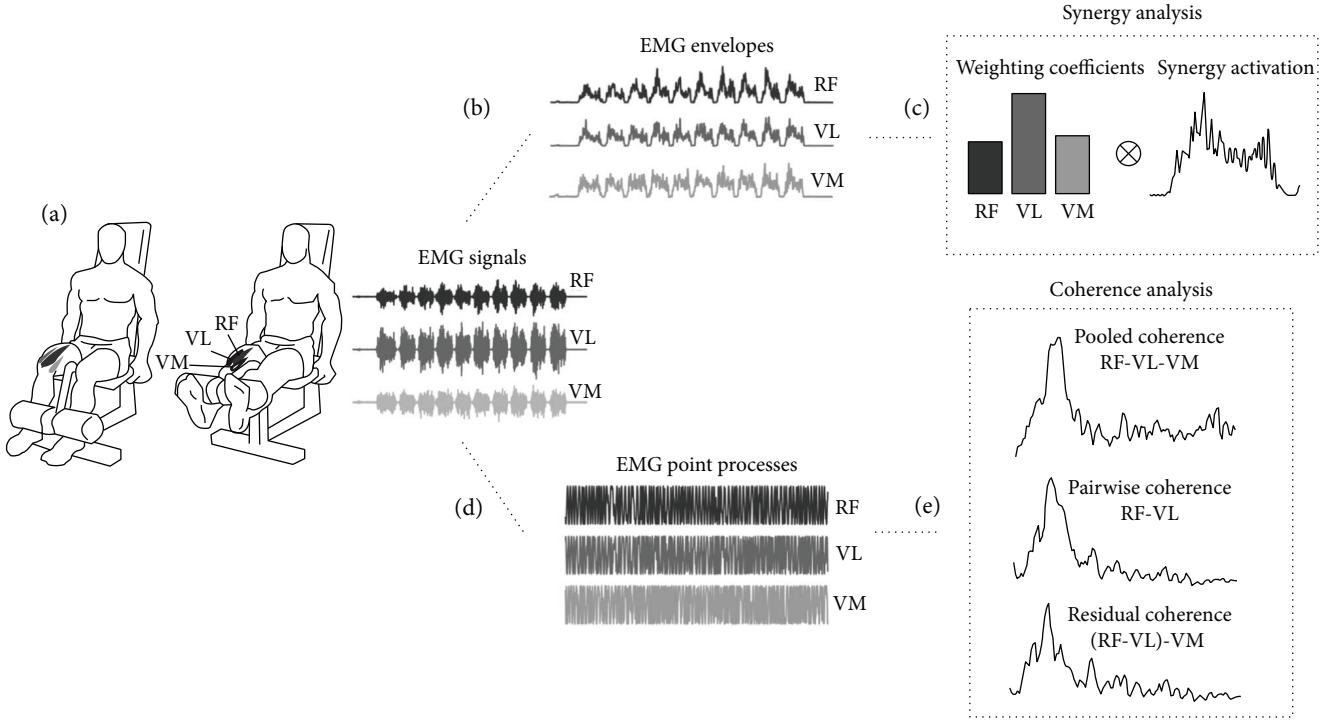 (a)
RF
VL
VM
EMG signals
RF
VL
VM
(b)
EMG envelopes
RF
VL
VM
(c)
Synergy analysis
Weighting coefficients
Synergy activation
RF VL VM
(d)
EMG point processes
RF
VL
VM
(e)
Coherence analysis
Pooled coherence
RF-VL-VM
Pairwise coherence
RF-VL
Residual coherence
(RF-VL)-VM